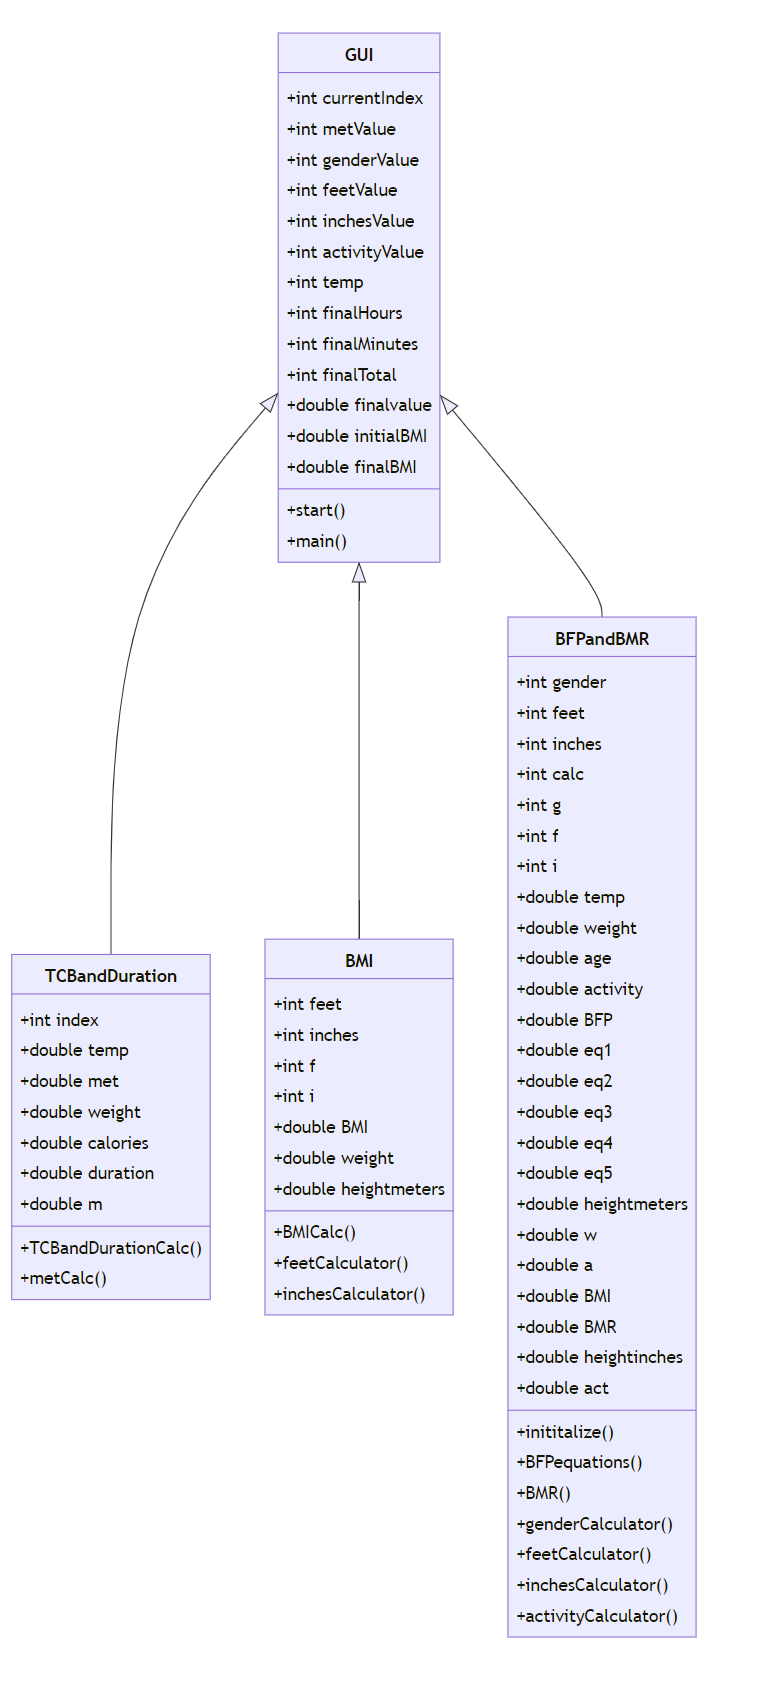 GUI
+int currentIndex
+int metValue
+int genderValue
+int feetValue
+int inchesValue
+int activityValue
+int temp
+int finalHours
+int finalMinutes
+int finalTotal
+double finalvalue
+double initialBMI
+double finalBMI
+start()
+main()
TCBandDuration
+int index
+double temp
+double met
+double weight
+double calories
+double duration
+double m
+TCBandDurationCalc()
+metCalc()
BMI
+int feet
+int inches
+int f
+int i
+double BMI
+double weight
+double heightmeters
+BMICalc()
+feetCalculator()
+inchesCalculator()
BFPandBMR
+int gender
+int feet
+int inches
+int calc
+int g
+int f
+int i
+double temp
+double weight
+double age
+double activity
+double BFP
+double eq1
+double eq2
+double eq3
+double eq4
+double eq5
+double heightmeters
+double w
+double a
+double BMI
+double BMR
+double heightinches
+double act
+inititalize()
+BFPequations()
+BMR()
+genderCalculator()
+feetCalculator()
+inchesCalculator()
+activityCalculator()